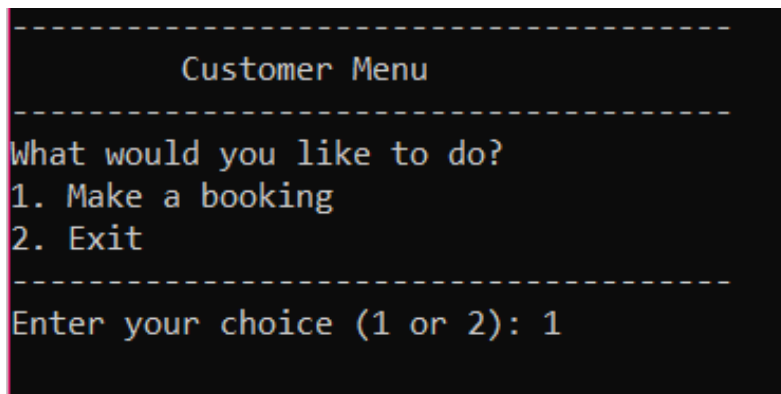 --------------------------------------
Customer Menu
--------------------------------------
What would you like to do?
1. Make a booking
2. Exit
--------------------------------------
Enter your choice (1 or 2): 1